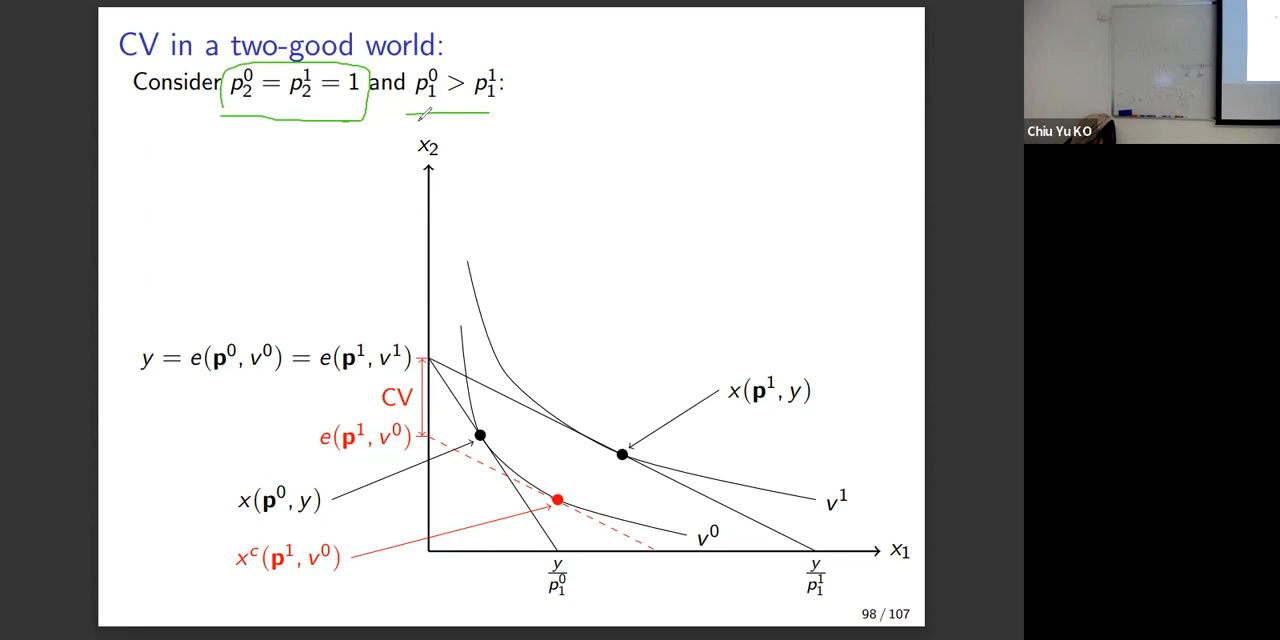 CV in a two-good world:
Consider p₂⁰ = p₂¹ = 1 and p₁⁰ > p₁¹:
x₂
y = e(𝐩⁰, v⁰) = e(𝐩¹, v¹)
CV
e(𝐩¹, v⁰)
x(𝐩¹, y)
x(𝐩⁰, y)
v¹
xᶜ(𝐩¹, v⁰)
v⁰
x₁
y/p₁⁰
y/p₁¹
98 / 107
Chiu Yu KO